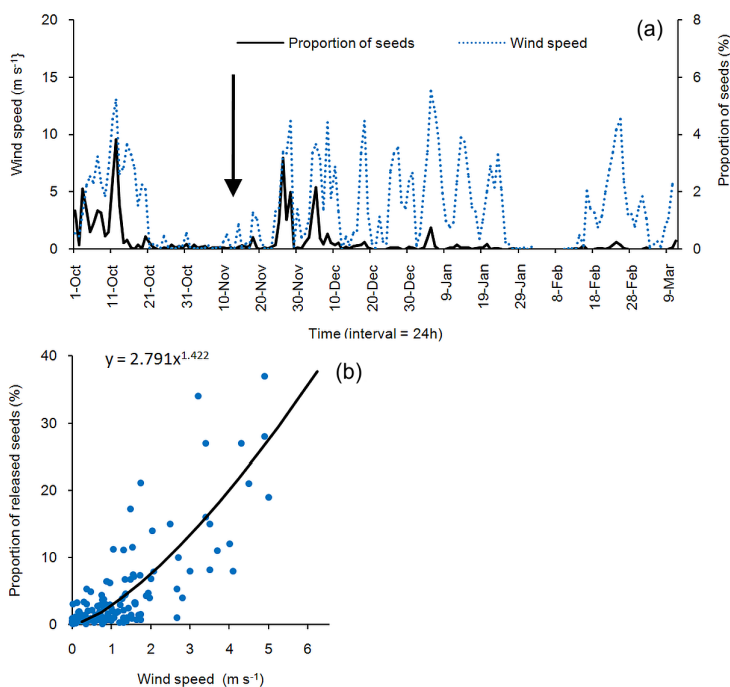 (a)
Proportion of seeds
Wind speed
Wind speed (m s-1)
20
15
10
5
0
Proportion of seeds (%)
8
6
4
2
0
1-Oct
11-Oct
21-Oct
31-Oct
10-Nov
20-Nov
30-Nov
10-Dec
20-Dec
30-Dec
9-Jan
19-Jan
29-Jan
8-Feb
18-Feb
28-Feb
9-Mar
Time (interval = 24h)
y = 2.791x1.422
(b)
Proportion of released seeds (%)
40
30
20
10
0
0 1 2 3 4 5 6
Wind speed (m s-1)